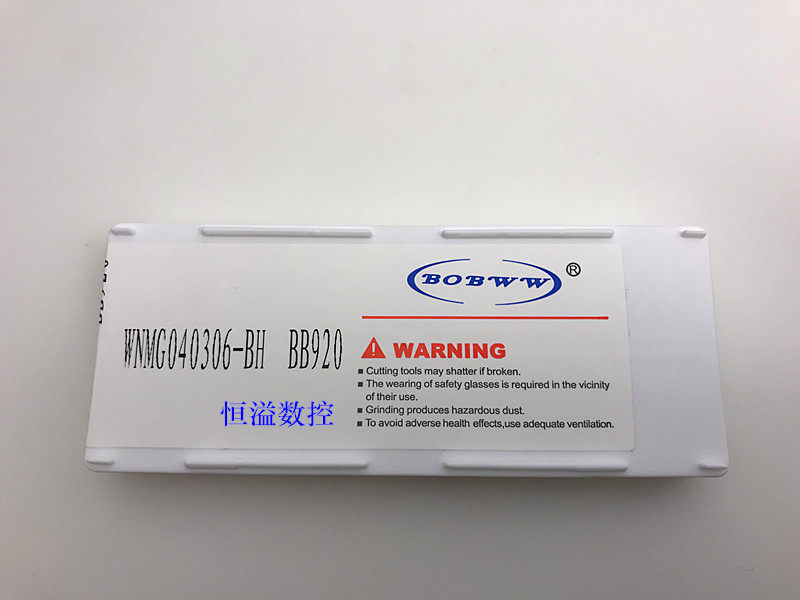 BOBWW®
WNMG040306-BH BB920
WARNING
Cutting tools may shatter if broken.
The wearing of safety glasses is required in the vicinity
of their use.
Grinding produces hazardous dust.
To avoid adverse health effects,use adequate ventilation.
恒溢数控